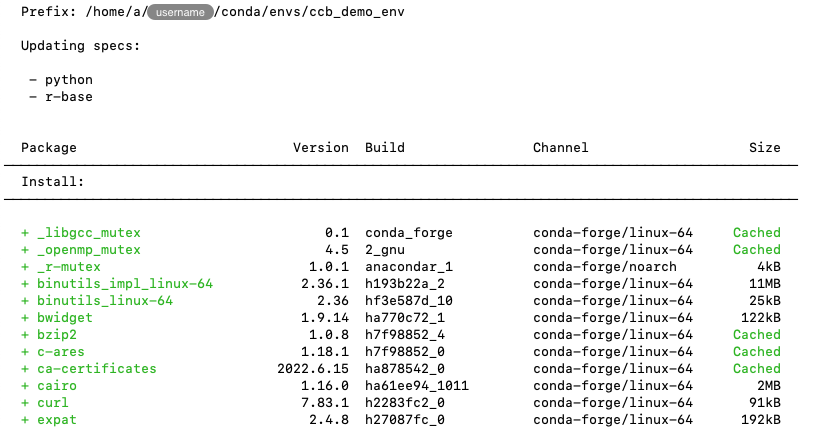 Prefix: /home/a/username/conda/envs/ccb_demo_env
Updating specs:
- python
- r-base
Package Version Build Channel Size
Install:
+ _libgcc_mutex 0.1 conda_forge conda-forge/linux-64 Cached
+ _openmp_mutex 4.5 2_gnu conda-forge/linux-64 Cached
+ _r-mutex 1.0.1 anacondar_1 conda-forge/noarch 4kB
+ binutils_impl_linux-64 2.36.1 h193b22a_2 conda-forge/linux-64 11MB
+ binutils_linux-64 2.36 hf3e587d_10 conda-forge/linux-64 25kB
+ bwidget 1.9.14 ha770c72_1 conda-forge/linux-64 122kB
+ bzip2 1.0.8 h7f98852_4 conda-forge/linux-64 Cached
+ c-ares 1.18.1 h7f98852_0 conda-forge/linux-64 Cached
+ ca-certificates 2022.6.15 ha878542_0 conda-forge/linux-64 Cached
+ cairo 1.16.0 ha61ee94_1011 conda-forge/linux-64 2MB
+ curl 7.83.1 h2283fc2_0 conda-forge/linux-64 91kB
+ expat 2.4.8 h27087fc_0 conda-forge/linux-64 192kB